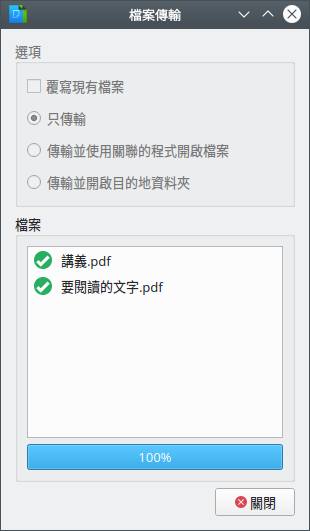 檔案傳輸
選項
覆寫現有檔案
只傳輸
傳輸並使用關聯的程式開啟檔案
傳輸並開啟目的地資料夾
檔案
講義.pdf
要閱讀的文字.pdf
100%
關閉